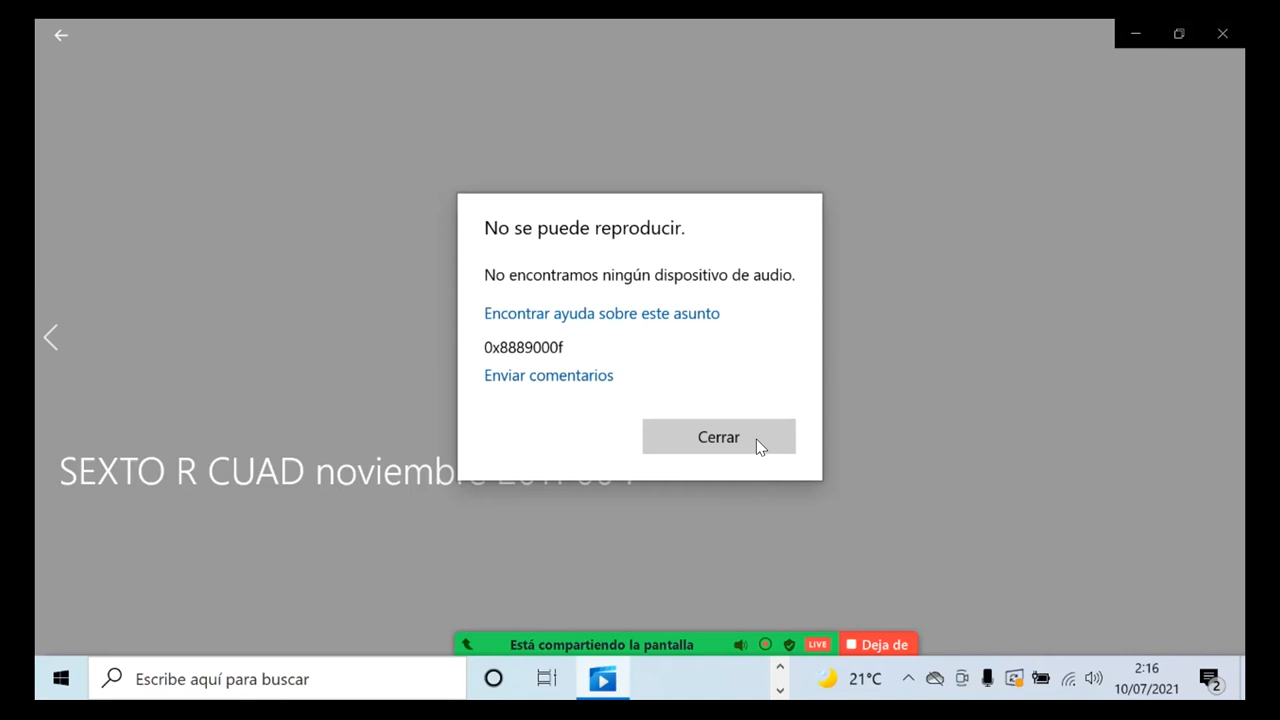 No se puede reproducir.
No encontramos ningún dispositivo de audio.
Encontrar ayuda sobre este asunto
0x8889000f
Enviar comentarios
Cerrar
SEXTO R CUAD noviemb
Está compartiendo la pantalla
LIVE
Deja de
Escribe aquí para buscar
21°C
2:16
10/07/2021
2